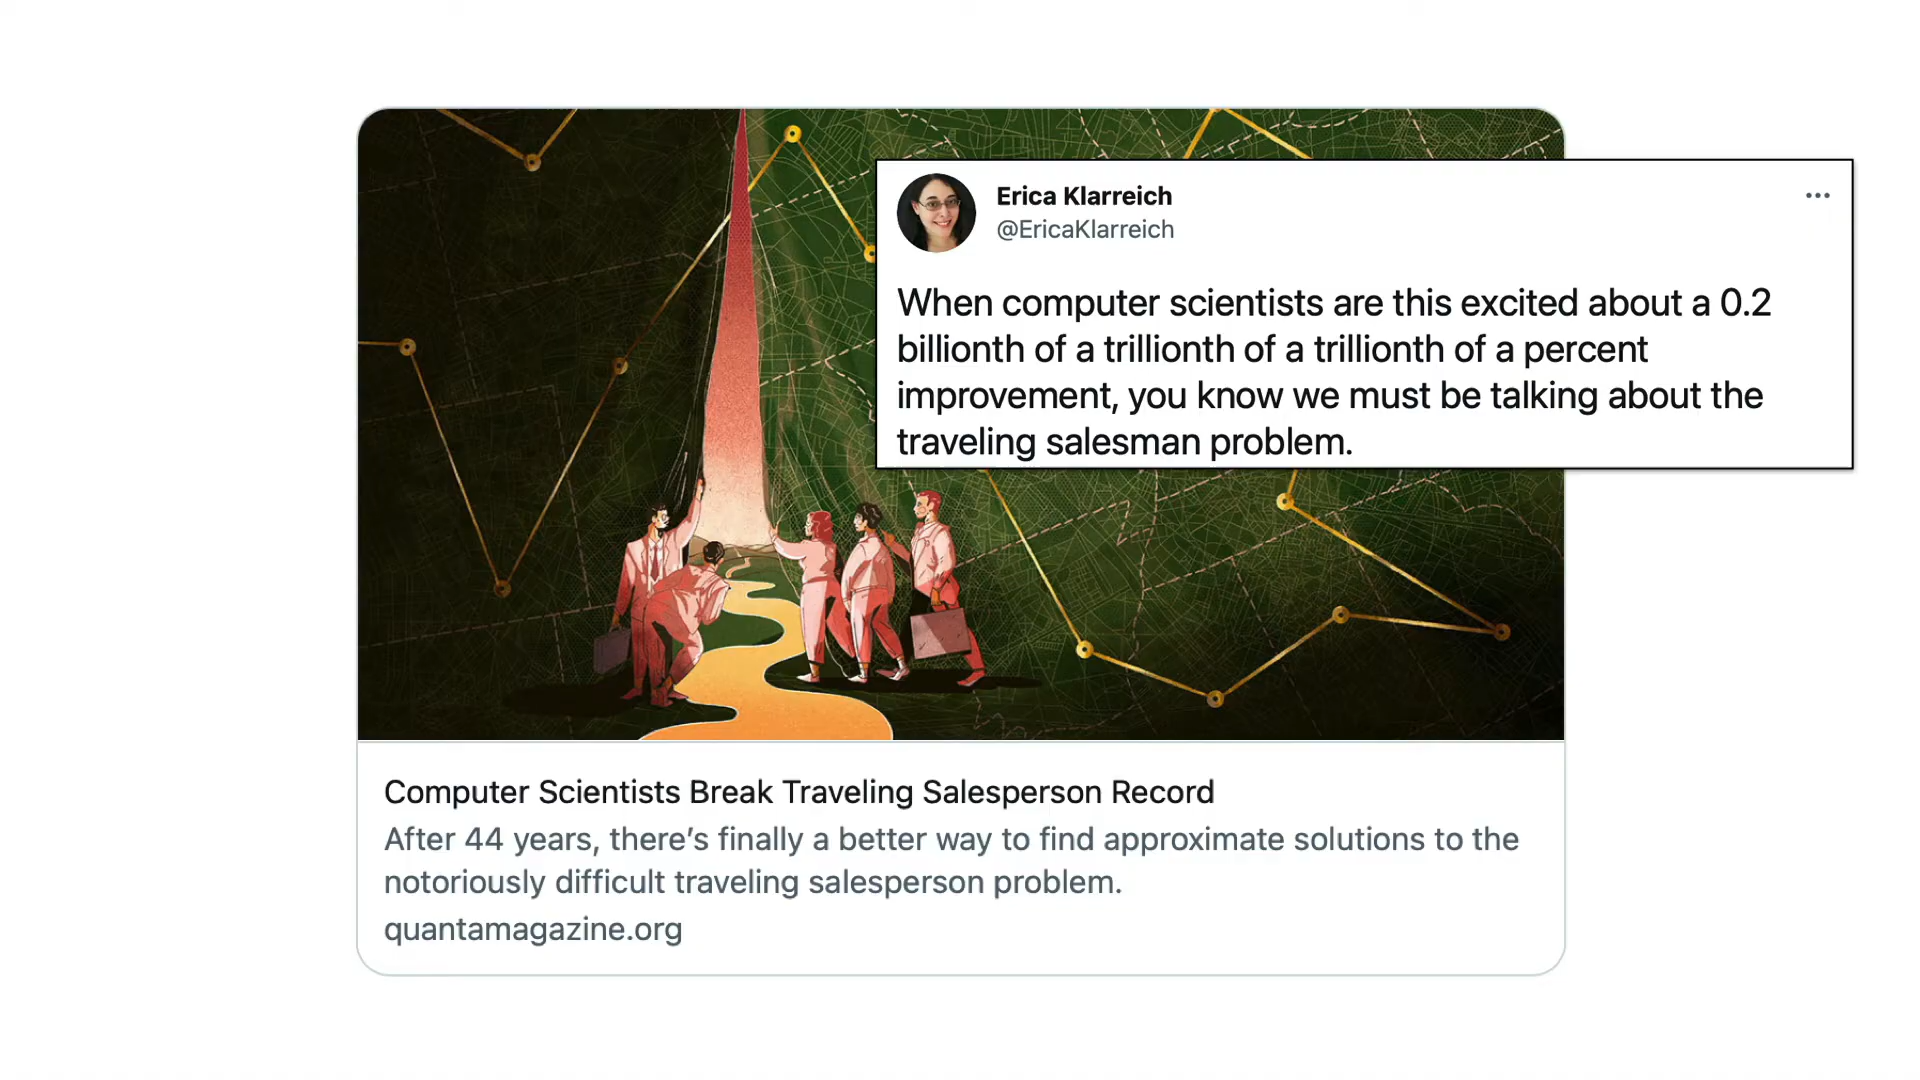 Erica Klarreich
@EricaKlarreich
When computer scientists are this excited about a 0.2
billionth of a trillionth of a trillionth of a percent
improvement, you know we must be talking about the
traveling salesman problem.
Computer Scientists Break Traveling Salesperson Record
After 44 years, there’s finally a better way to find approximate solutions to the
notoriously difficult traveling salesperson problem.
quantamagazine.org